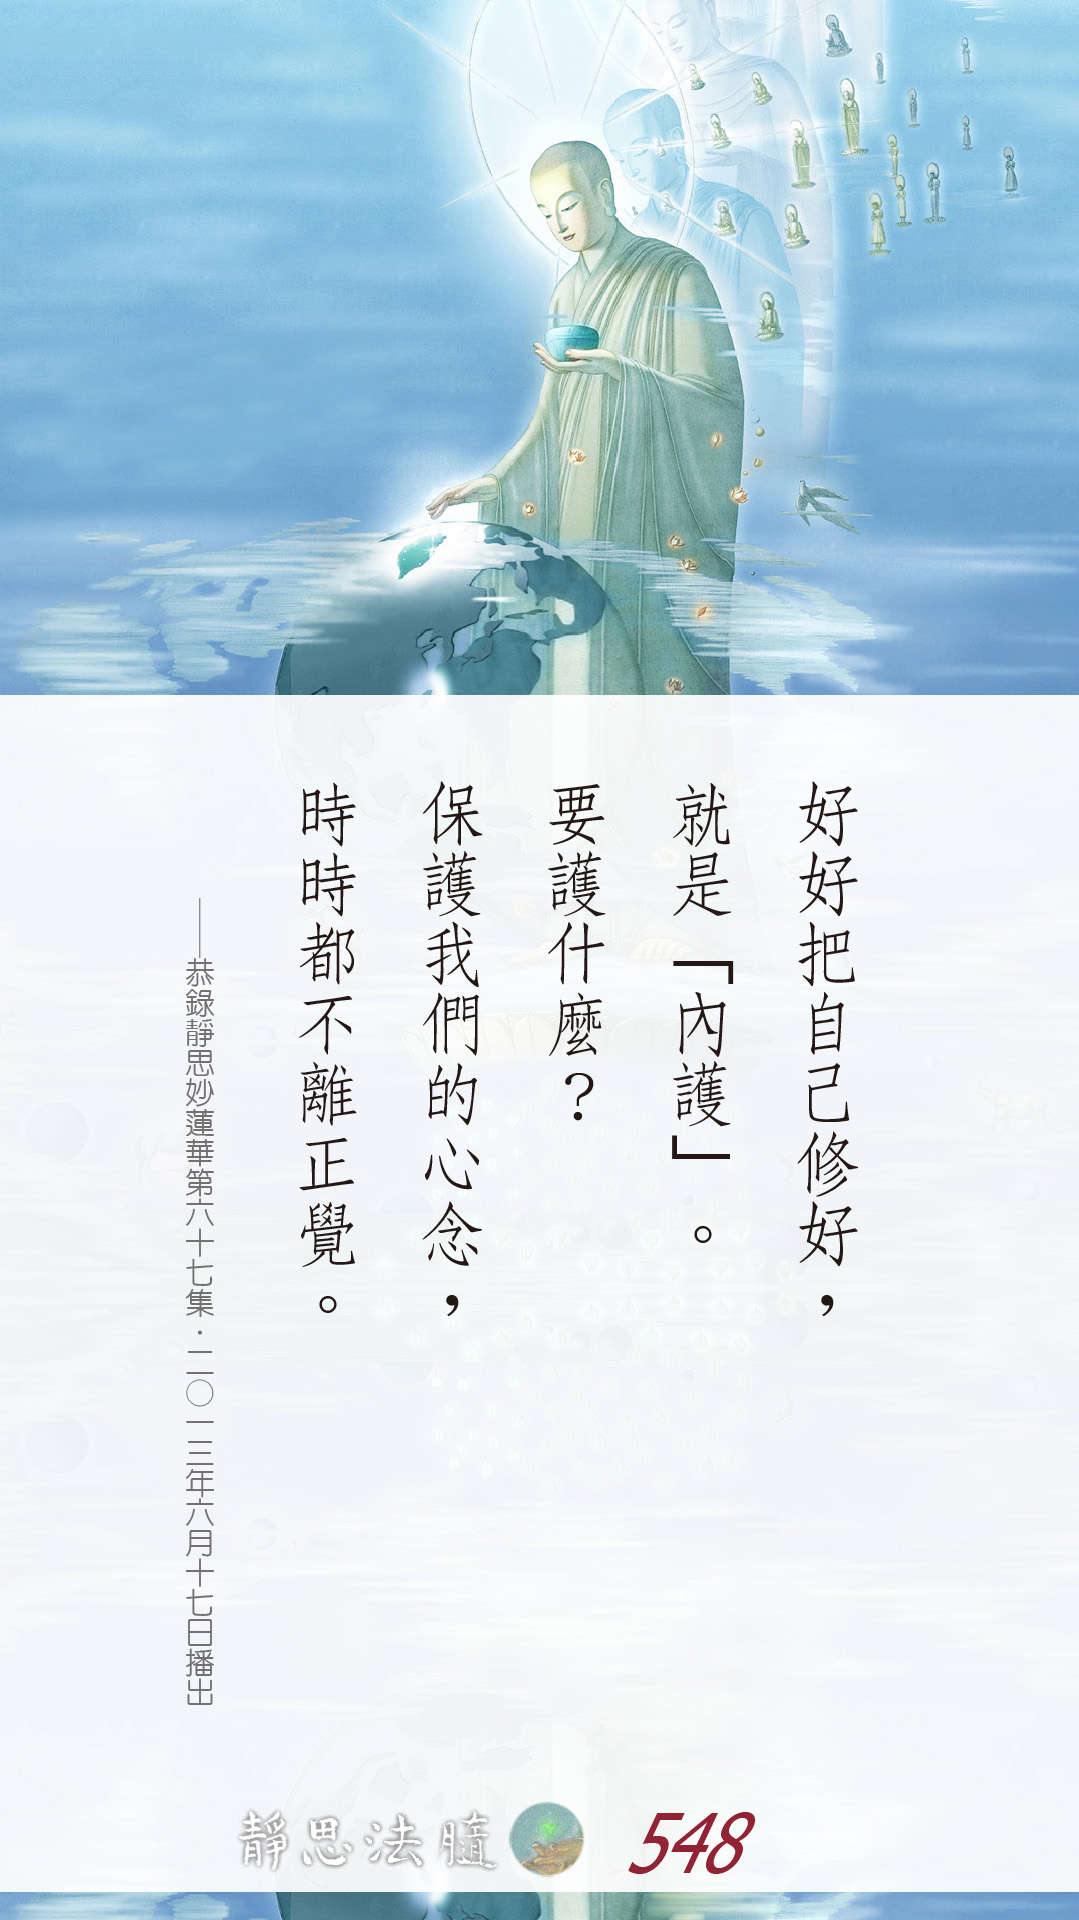 好好把自己修好，
就是「內護」。
要護什麼？
保護我們的心念，
時時都不離正覺。
——恭錄靜思妙蓮華第六十七集．二〇一三年六月十七日播出
靜思法髓
548